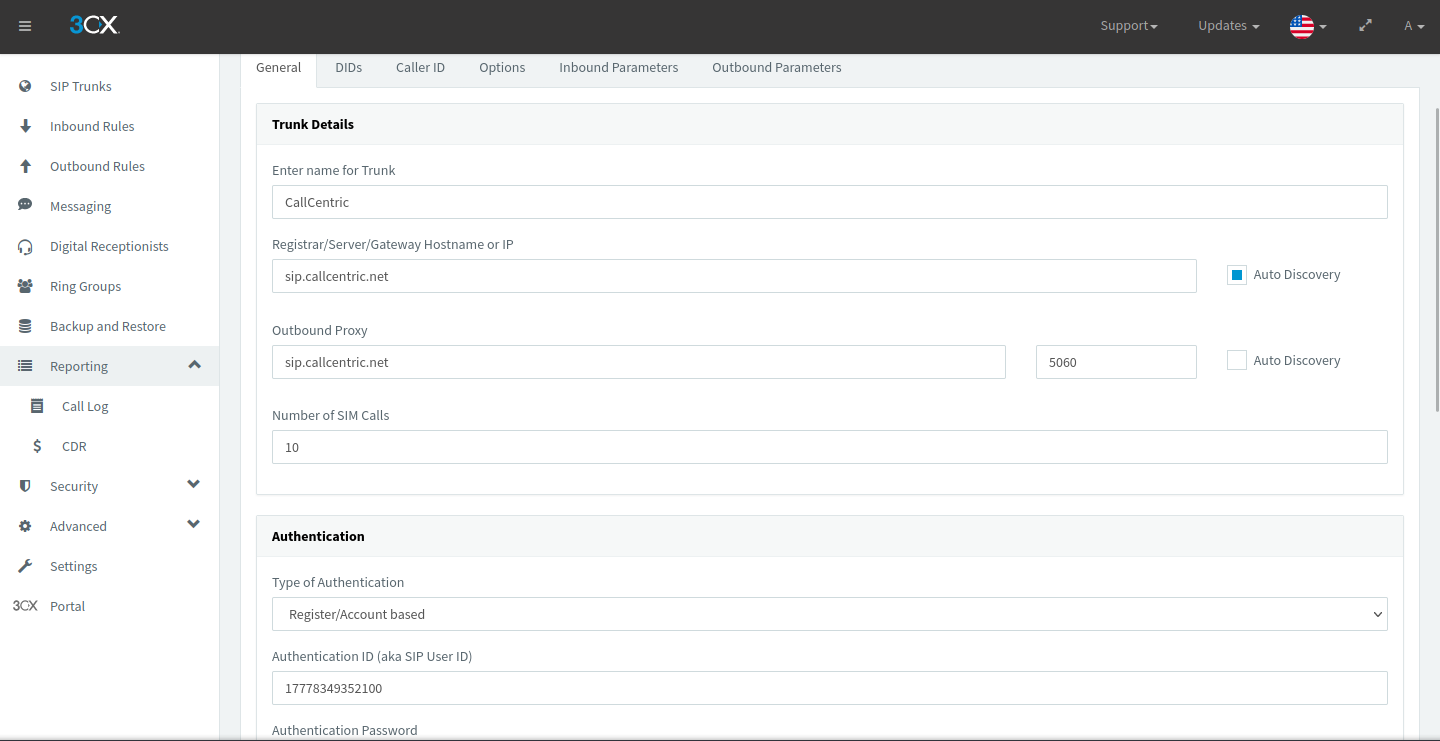 3CX
Support
Updates
A
SIP Trunks
Inbound Rules
Outbound Rules
Messaging
Digital Receptionists
Ring Groups
Backup and Restore
Reporting
Call Log
CDR
Security
Advanced
Settings
3CX Portal
General DIDs Caller ID Options Inbound Parameters Outbound Parameters
Trunk Details
Enter name for Trunk
CallCentric
Registrar/Server/Gateway Hostname or IP
sip.callcentric.net
Auto Discovery
Outbound Proxy
sip.callcentric.net 5060
Auto Discovery
Number of SIM Calls
10
Authentication
Type of Authentication
Register/Account based
Authentication ID (aka SIP User ID)
17778349352100
Authentication Password